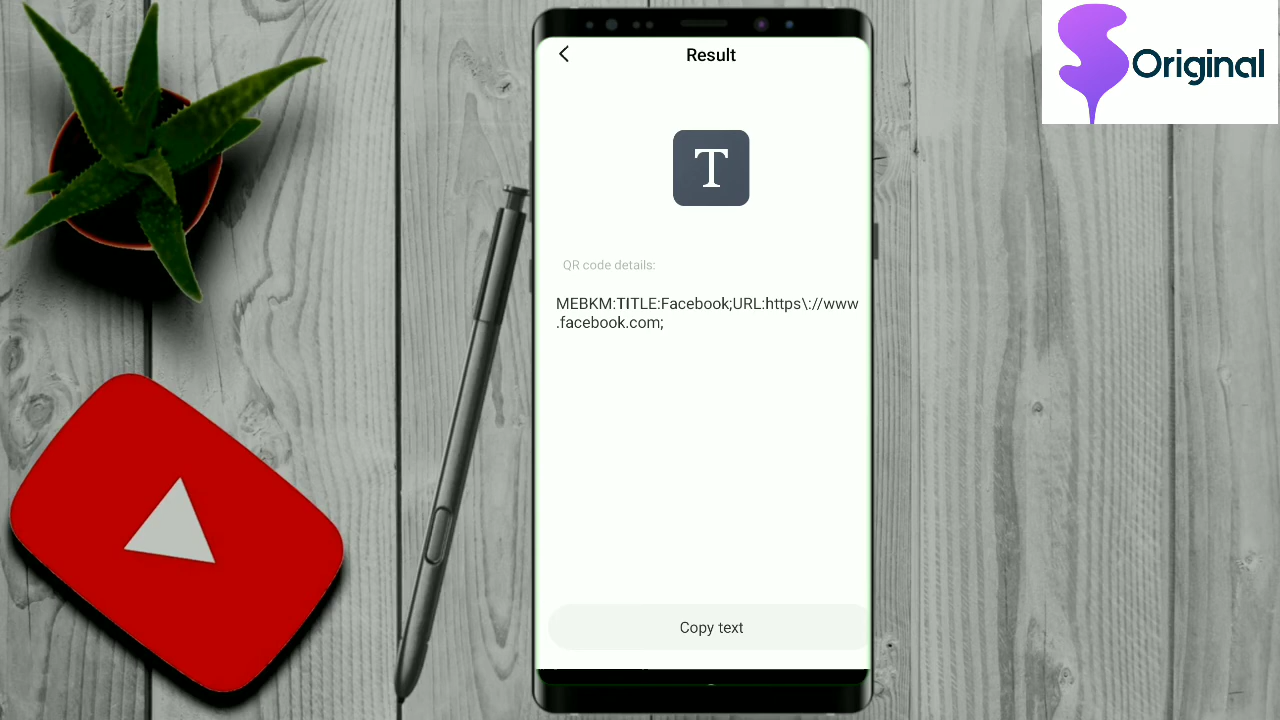 Result
Original
T
QR code details:
MEBKM:TITLE:Facebook;URL:https\://www
.facebook.com;
Copy text